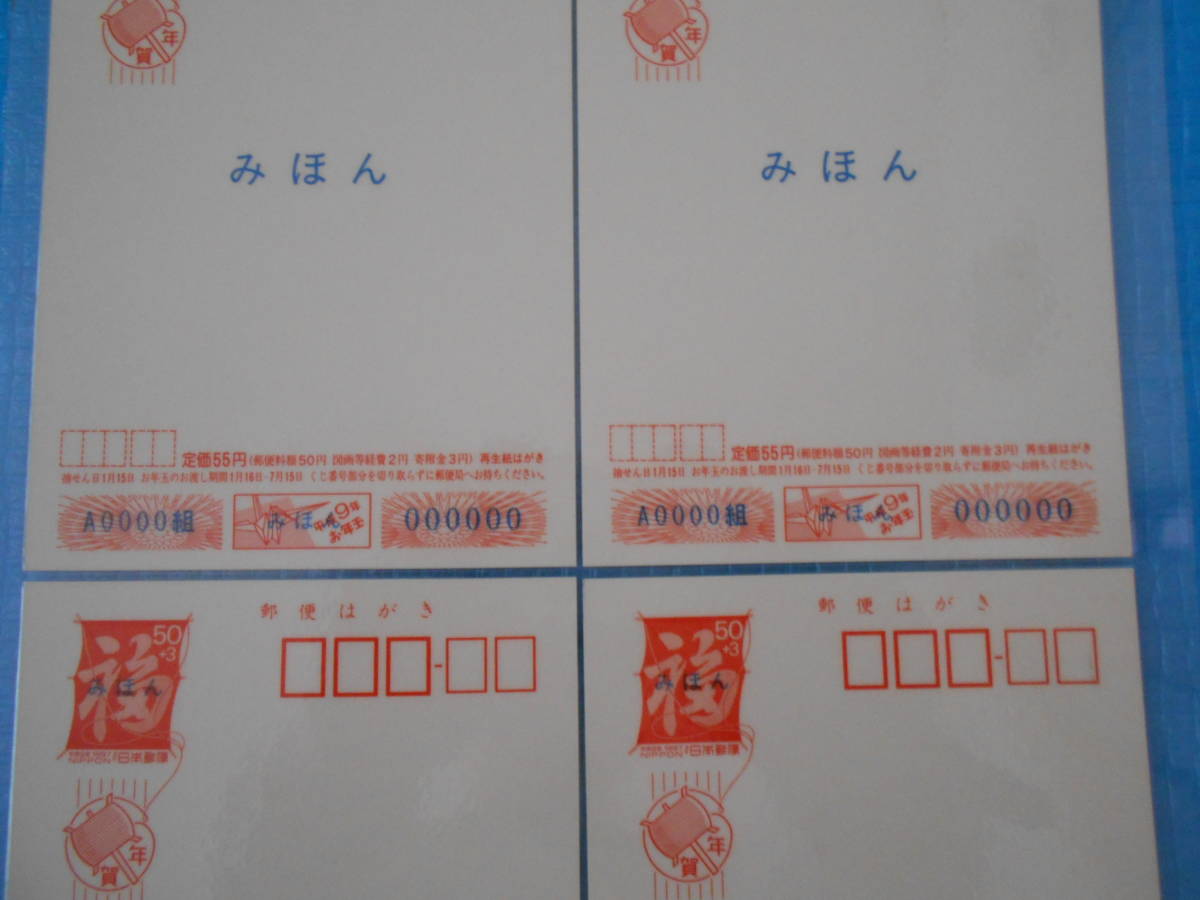 年
賀
年
賀
みほん
みほん
定価55円(郵便料額50円 図画等経費2円 寄附金3円) 再生紙はがき
抽せん日1月15日 お年玉のお渡し期間1月16日-7月15日 くじ番号部分を切り取らずに郵便局へお持ちください。
A0000組
みほん
平成9年
お年玉
000000
定価55円(郵便料額50円 図画等経費2円 寄附金3円) 再生紙はがき
抽せん日1月15日 お年玉のお渡し期間1月16日-7月15日 くじ番号部分を切り取らずに郵便局へお持ちください。
A0000組
みほん
平成9年
お年玉
000000
郵便はがき
50
+3
福
みほん
1997
NIPPON 日本郵便
年
賀
郵便はがき
50
+3
福
みほん
1997
NIPPON 日本郵便
年
賀